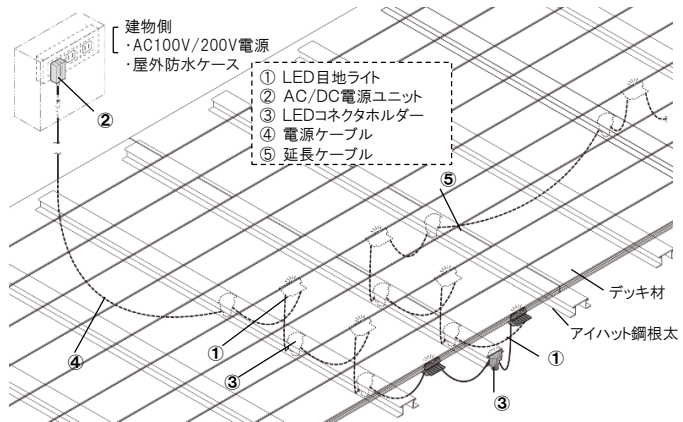 建物側
・AC100V/200V電源
・屋外防水ケース
②
① LED目地ライト
② AC/DC電源ユニット
③ LEDコネクタホルダー
④ 電源ケーブル
⑤ 延長ケーブル
⑤
デッキ材
アイハット鋼根太
①
①
④
③
③